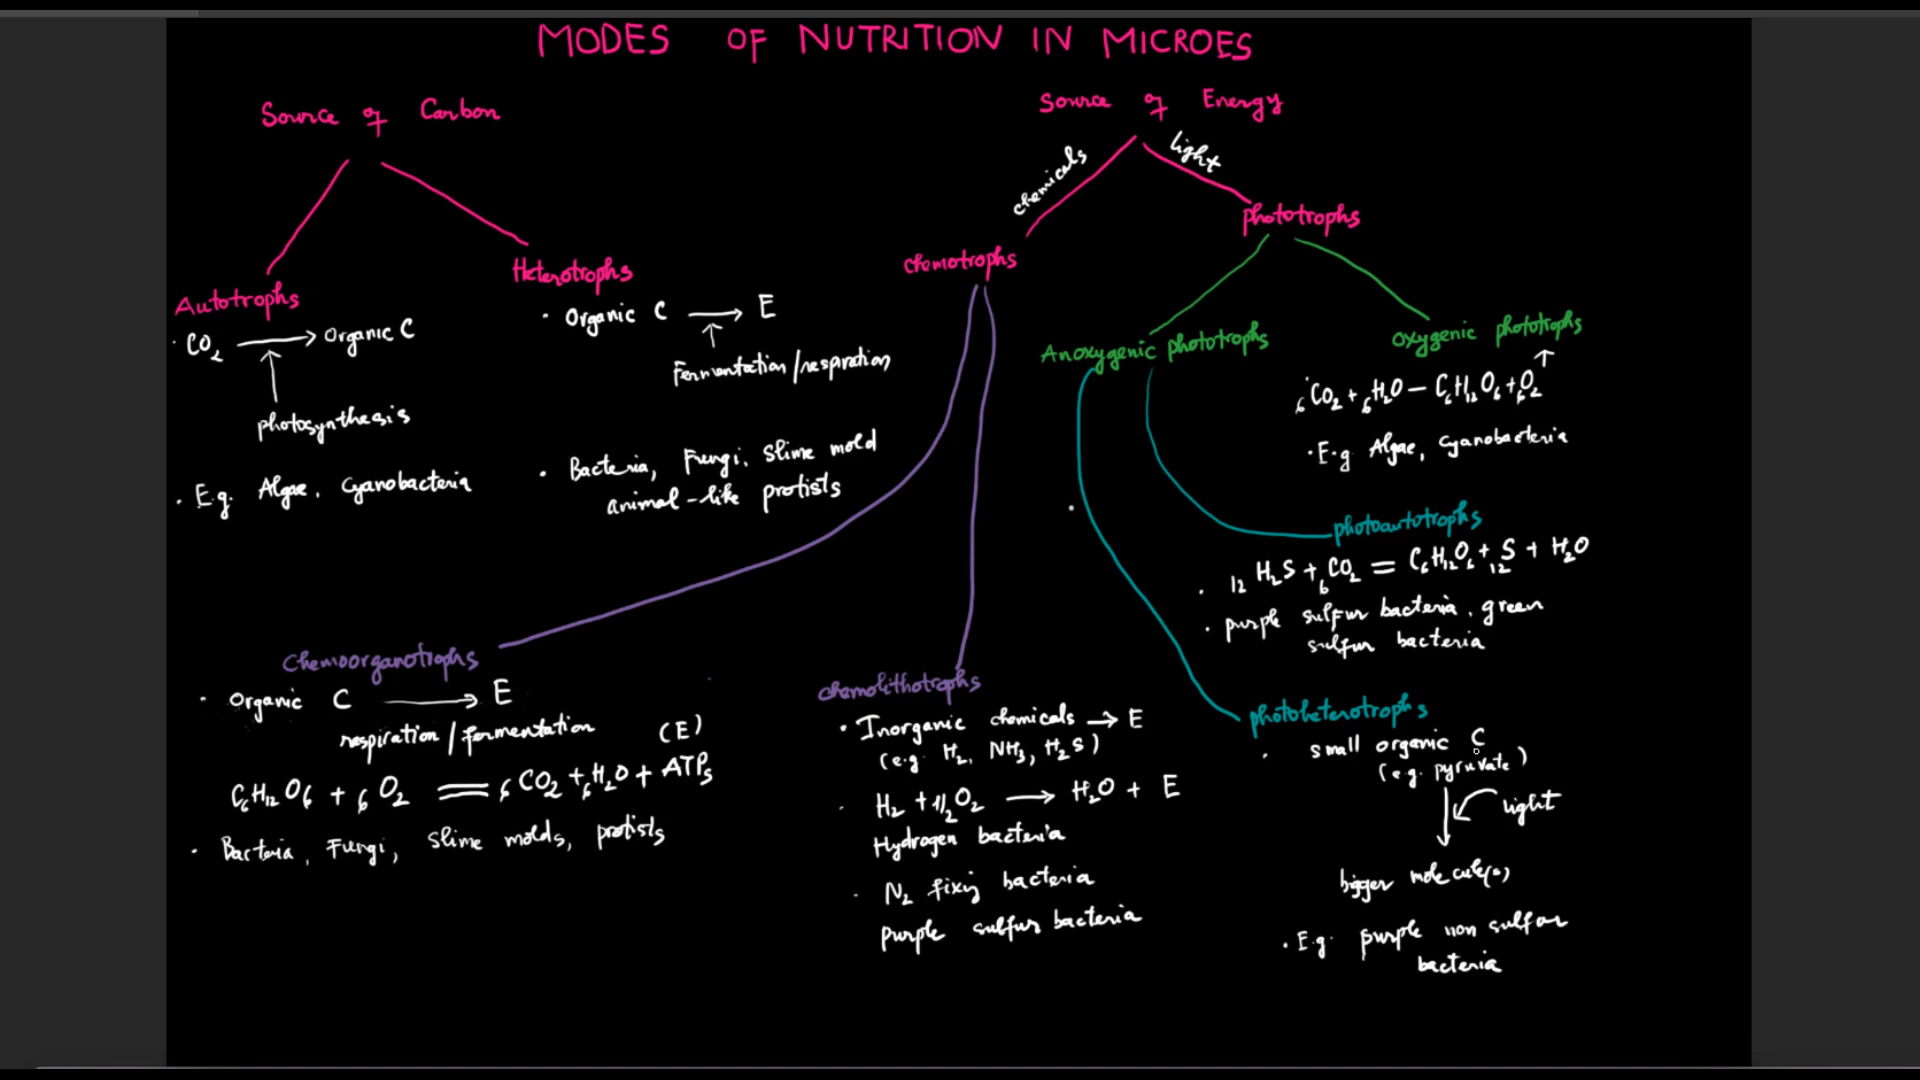 MODES OF NUTRITION IN MICROES
Source of Carbon
Autotrophs
· CO2 → Organic C
photosynthesis
· E.g. Algae, Cyanobacteria
Heterotrophs
· Organic C → E
Fermentation/respiration
· Bacteria, Fungi, Slime mold
animal-like protists
Source of Energy
chemicals
light
chemotrophs
phototrophs
Anoxygenic phototrophs
oxygenic phototrophs
6CO2 + 6H2O — C6H12O6 + 6O2 ↑
· E.g. Algae, cyanobacteria
photoautotrophs
· 12 H2S + 6CO2 = C6H12O6 + 12S + H2O
· purple sulfur bacteria, green
sulfur bacteria
photoheterotrophs
· small organic C
(e.g. pyruvate)
light
bigger molecule(s)
· E.g. purple non sulfur
bacteria
Chemoorganotrophs
· Organic C → E
respiration/fermentation
(E)
C6H12O6 + 6O2 = 6CO2 + 6H2O + ATPs
· Bacteria, Fungi, Slime molds, protists
chemolithotrophs
· Inorganic chemicals → E
(e.g. H2, NH3, H2S)
· H2 + 1/2O2 → H2O + E
Hydrogen bacteria
· N2 fixing bacteria
purple sulfur bacteria